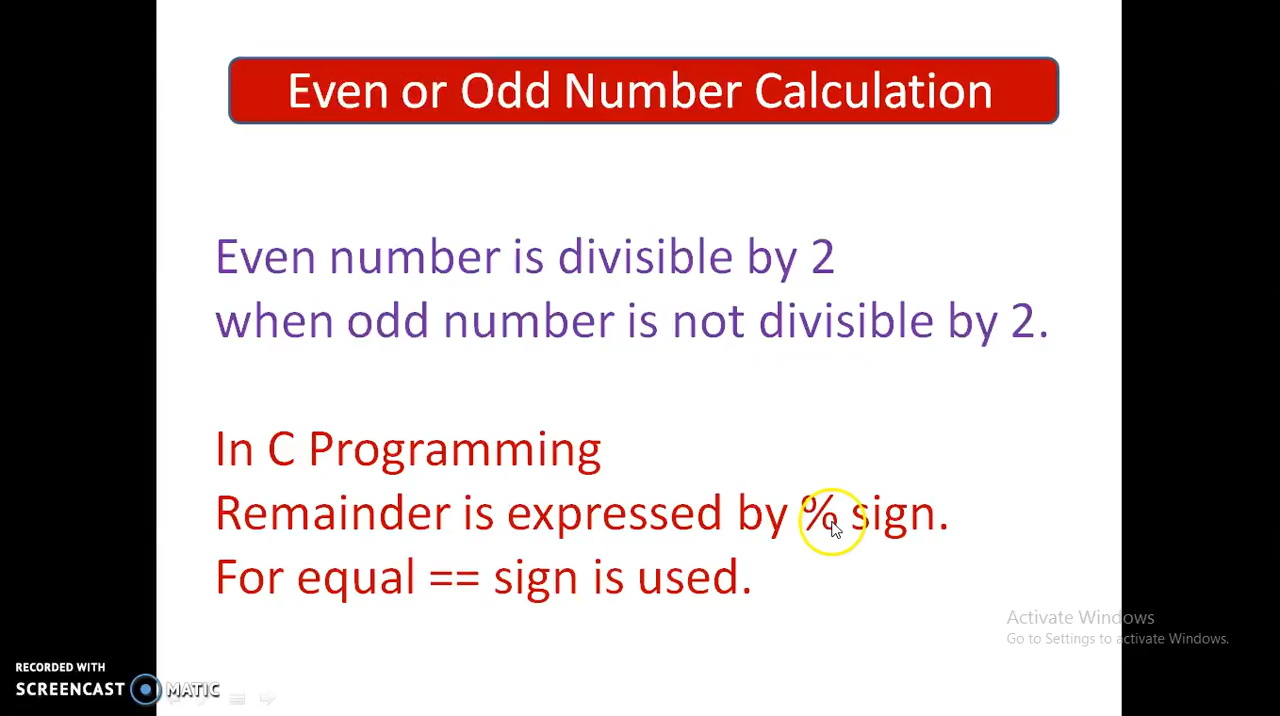 Even or Odd Number Calculation
Even number is divisible by 2
when odd number is not divisible by 2.
In C Programming
Remainder is expressed by % sign.
For equal == sign is used.
Activate Windows
Go to Settings to activate Windows.
RECORDED WITH
SCREENCAST MATIC